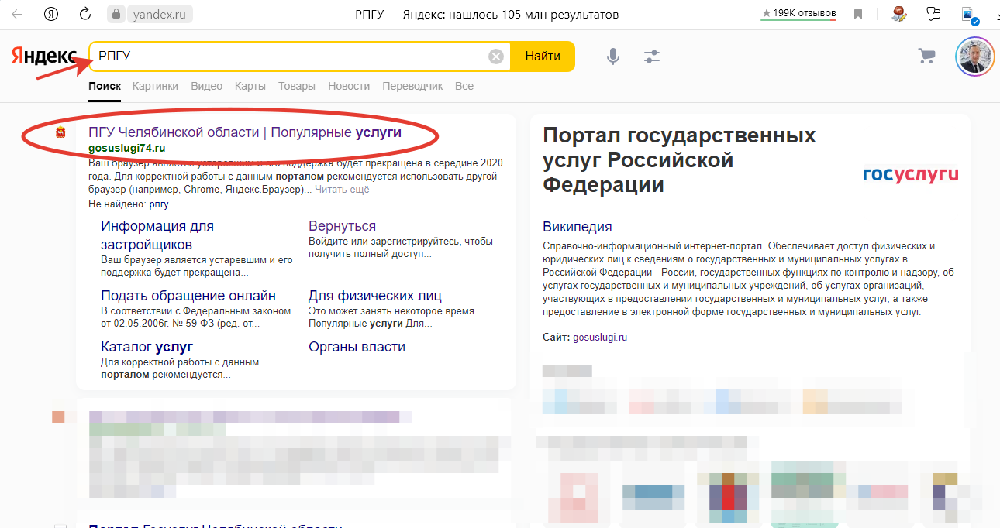 yandex.ru
РПГУ — Яндекс: нашлось 105 млн результатов
★ 199K отзывов
Яндекс
РПГУ
Найти
Поиск Картинки Видео Карты Товары Новости Переводчик Все
ПГУ Челябинской области | Популярные услуги
gosuslugi74.ru
Ваш браузер является устаревшим и его поддержка будет прекращена в середине 2020
года. Для корректной работы с данным порталом рекомендуется использовать другой
браузер (например, Chrome, Яндекс.Браузер)... Читать ещё
Не найдено: рпгу
Информация для
застройщиков
Ваш браузер является устаревшим и его
поддержка будет прекращена...
Вернуться
Войдите или зарегистрируйтесь, чтобы
получить полный доступ...
Подать обращение онлайн
В соответствии с Федеральным законом
от 02.05.2006г. № 59-ФЗ (ред. от...
Для физических лиц
Это может занять некоторое время.
Популярные услуги Для...
Каталог услуг
Для корректной работы с данным
порталом рекомендуется...
Органы власти
Портал Госуслуг Челябинской области
Портал государственных
услуг Российской
Федерации
госуслуги
Википедия
Справочно-информационный интернет-портал. Обеспечивает доступ физических и
юридических лиц к сведениям о государственных и муниципальных услугах в
Российской Федерации - России, государственных функциях по контролю и надзору, об
услугах государственных и муниципальных учреждений, об услугах организаций,
участвующих в предоставлении государственных и муниципальных услуг, а также
предоставление в электронной форме государственных и муниципальных услуг.
Сайт: gosuslugi.ru